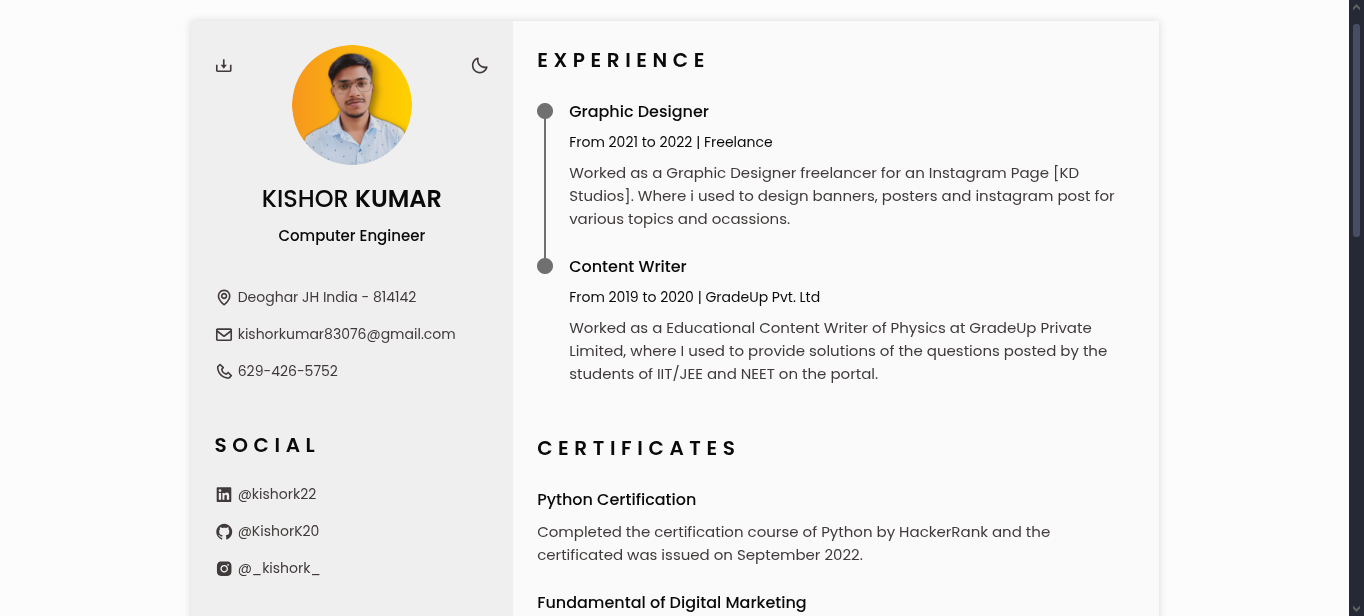 KISHOR KUMAR
Computer Engineer
Deoghar JH India - 814142
kishorkumar83076@gmail.com
629-426-5752
SOCIAL
@kishork22
@KishorK20
@_kishork_
EXPERIENCE
Graphic Designer
From 2021 to 2022 | Freelance
Worked as a Graphic Designer freelancer for an Instagram Page [KD
Studios]. Where i used to design banners, posters and instagram post for
various topics and ocassions.
Content Writer
From 2019 to 2020 | GradeUp Pvt. Ltd
Worked as a Educational Content Writer of Physics at GradeUp Private
Limited, where I used to provide solutions of the questions posted by the
students of IIT/JEE and NEET on the portal.
CERTIFICATES
Python Certification
Completed the certification course of Python by HackerRank and the
certificated was issued on September 2022.
Fundamental of Digital Marketing